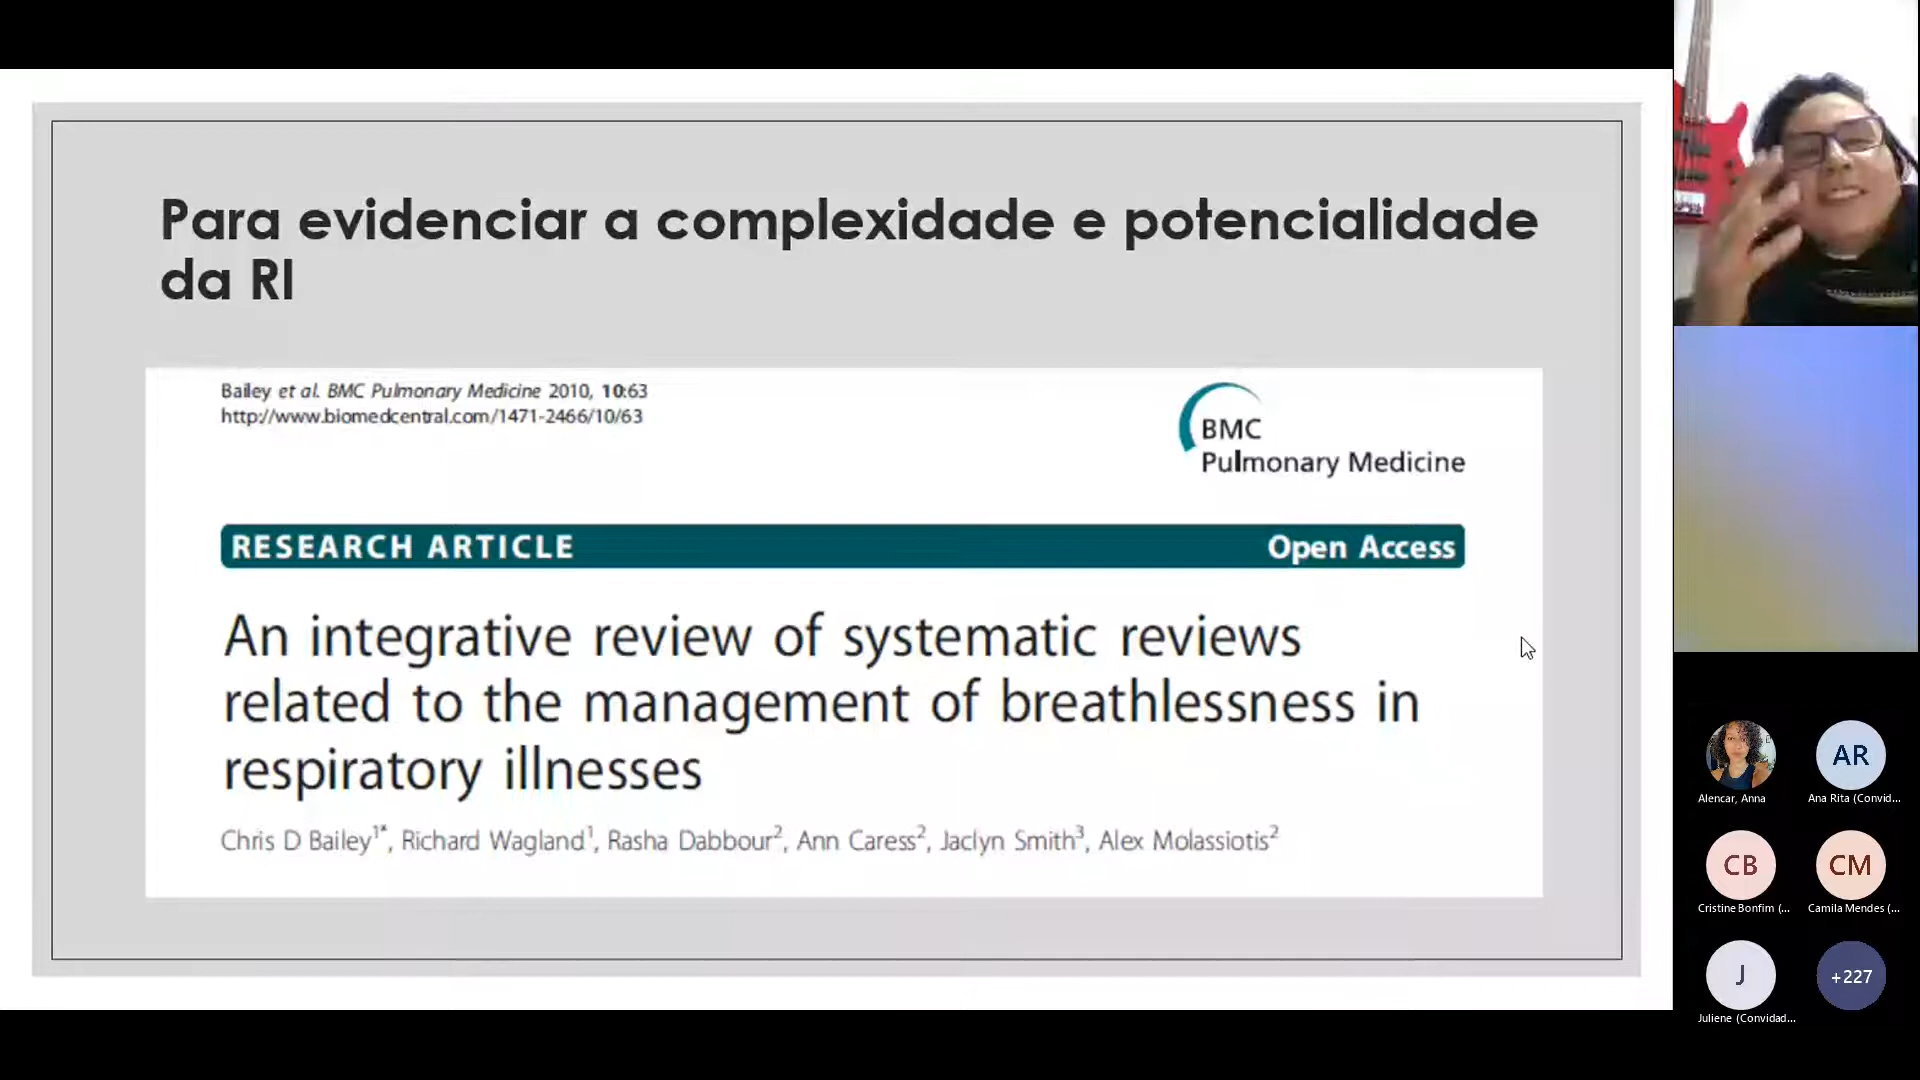 Para evidenciar a complexidade e potencialidade
da RI
Bailey et al. BMC Pulmonary Medicine 2010, 10:63
http://www.biomedcentral.com/1471-2466/10/63
BMC
Pulmonary Medicine
RESEARCH ARTICLE
Open Access
An integrative review of systematic reviews
related to the management of breathlessness in
respiratory illnesses
Chris D Bailey1*, Richard Wagland1, Rasha Dabbour2, Ann Caress2, Jaclyn Smith3, Alex Molassiotis2
AR
Alencar, Anna
Ana Rita (Convid...
CB
CM
Cristine Bonfim (...
Camila Mendes (...
J
+227
Juliene (Convidad...